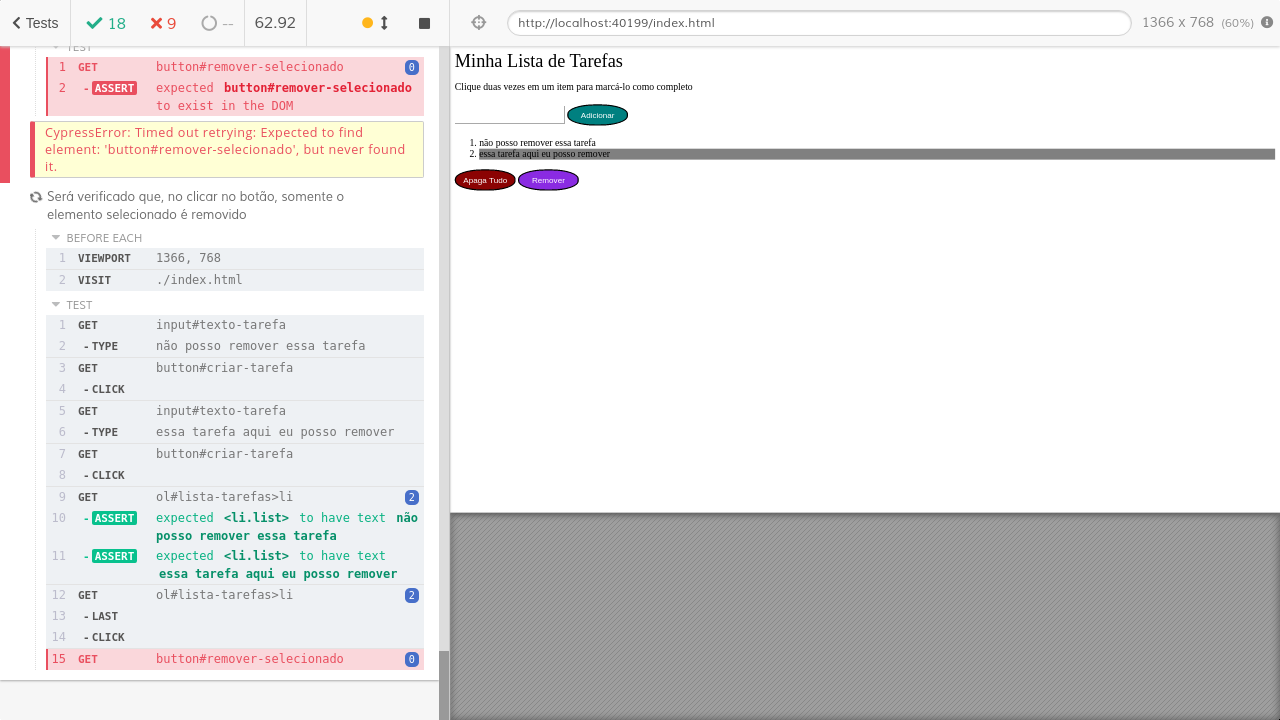 Tests
18
9
--
62.92
TEST
1 GET button#remover-selecionado 0
2 - ASSERT expected button#remover-selecionado
to exist in the DOM
CypressError: Timed out retrying: Expected to find
element: 'button#remover-selecionado', but never found
it.
Será verificado que, no clicar no botão, somente o
elemento selecionado é removido
BEFORE EACH
1 VIEWPORT 1366, 768
2 VISIT ./index.html
TEST
1 GET input#texto-tarefa
2 - TYPE não posso remover essa tarefa
3 GET button#criar-tarefa
4 - CLICK
5 GET input#texto-tarefa
6 - TYPE essa tarefa aqui eu posso remover
7 GET button#criar-tarefa
8 - CLICK
9 GET ol#lista-tarefas>li 2
10 - ASSERT expected <li.list> to have text não
posso remover essa tarefa
11 - ASSERT expected <li.list> to have text
essa tarefa aqui eu posso remover
12 GET ol#lista-tarefas>li 2
13 - LAST
14 - CLICK
15 GET button#remover-selecionado 0
http://localhost:40199/index.html
1366 x 768 (60%)
Minha Lista de Tarefas
Clique duas vezes em um item para marcá-lo como completo
Adicionar
1. não posso remover essa tarefa
2. essa tarefa aqui eu posso remover
Apaga Tudo Remover